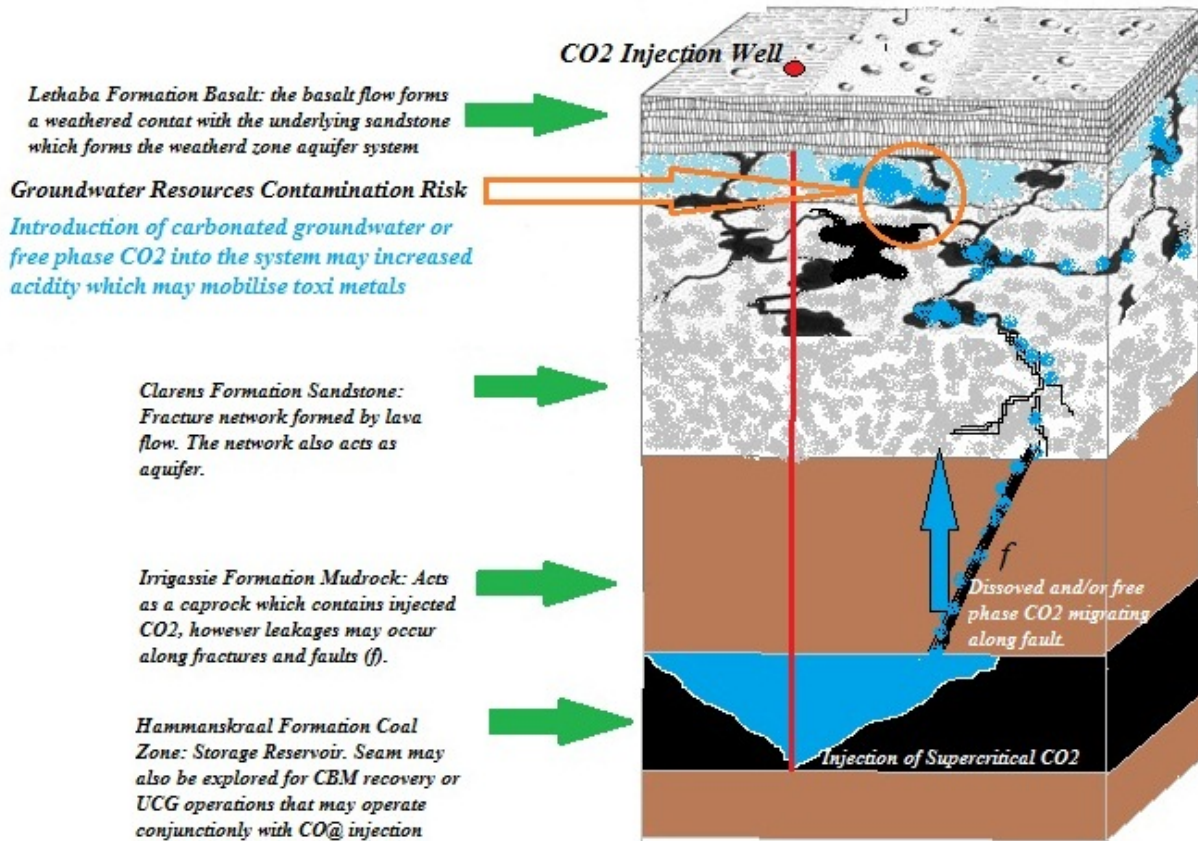 CO2 Injection Well
Lethaba Formation Basalt: the basalt flow forms
a weathered contat with the underlying sandstone
which forms the weatherd zone aquifer system
Groundwater Resources Contamination Risk
Introduction of carbonated groundwater or
free phase CO2 into the system may increased
acidity which may mobilise toxi metals
Clarens Formation Sandstone:
Fracture network formed by lava
flow. The network also acts as
aquifer.
Irrigassie Formation Mudrock: Acts
as a caprock which contains injected
CO2, however leakages may occur
along fractures and faults (f).
f
Dissoved and/or free
phase CO2 migrating
along fault.
Hammanskraal Formation Coal
Zone: Storage Reservoir. Seam may
also be explored for CBM recovery or
UCG operations that may operate
conjunctionly with CO@ injection
Injection of Supercritical CO2